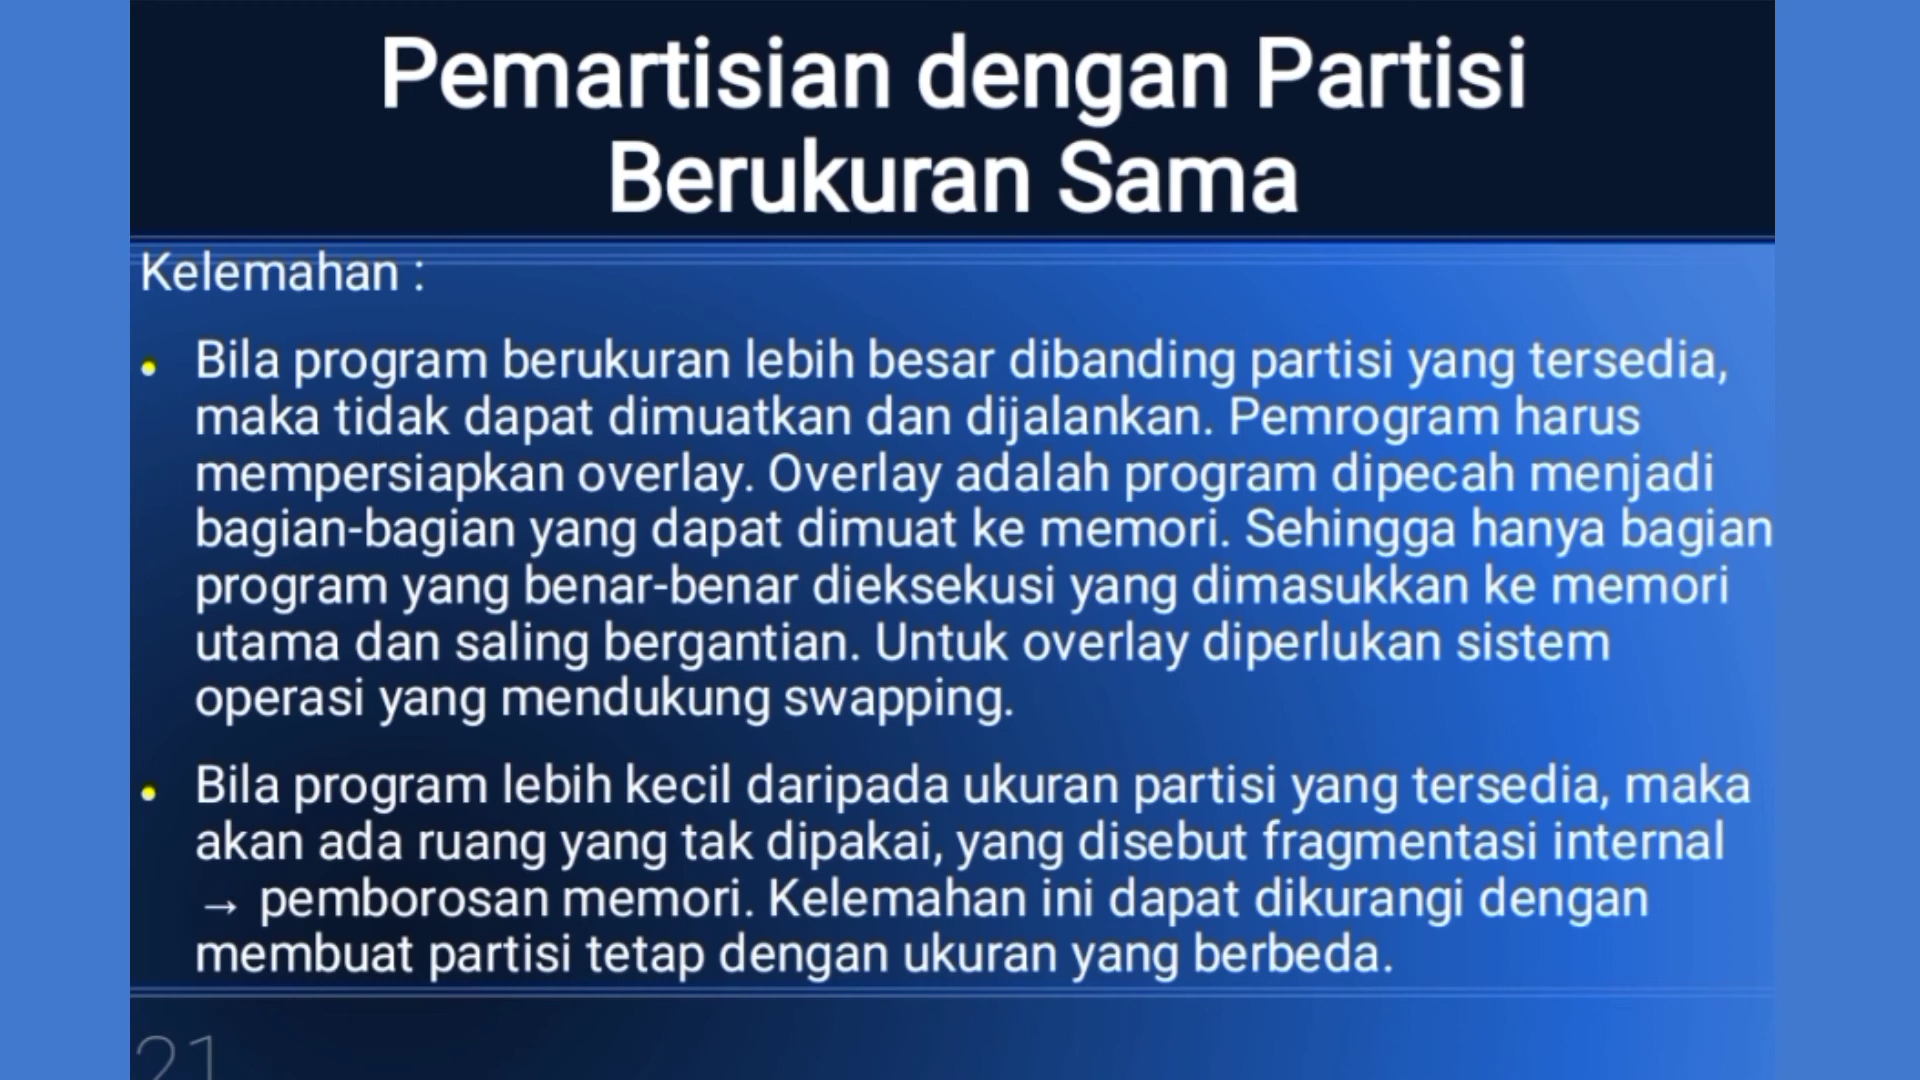 Pemartisian dengan Partisi
Berukuran Sama
Kelemahan :
• Bila program berukuran lebih besar dibanding partisi yang tersedia,
maka tidak dapat dimuatkan dan dijalankan. Pemrogram harus
mempersiapkan overlay. Overlay adalah program dipecah menjadi
bagian-bagian yang dapat dimuat ke memori. Sehingga hanya bagian
program yang benar-benar dieksekusi yang dimasukkan ke memori
utama dan saling bergantian. Untuk overlay diperlukan sistem
operasi yang mendukung swapping.
• Bila program lebih kecil daripada ukuran partisi yang tersedia, maka
akan ada ruang yang tak dipakai, yang disebut fragmentasi internal
→ pemborosan memori. Kelemahan ini dapat dikurangi dengan
membuat partisi tetap dengan ukuran yang berbeda.
21